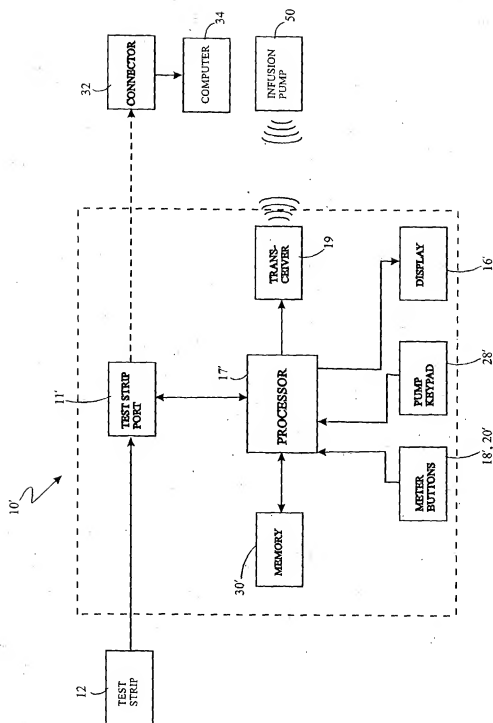 10'
12
TEST
STRIP
11'
TEST STRIP
PORT
32
CONNECTOR
34
COMPUTER
50
INFUSION
PUMP
17'
PROCESSOR
19
TRANS-
CEIVER
30'
MEMORY
METER
BUTTONS
18', 20'
PUMP
KEYPAD
28'
DISPLAY
16'